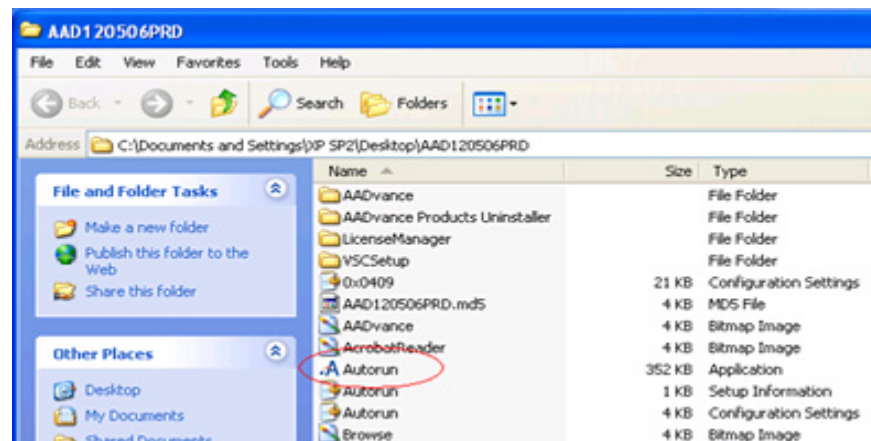 AAD120506PRD
File Edit View Favorites Tools Help
Back Search Folders
Address C:\Documents and Settings\XP SP2\Desktop\AAD120506PRD
File and Folder Tasks
Make a new folder
Publish this folder to the
Web
Share this folder
Other Places
Desktop
My Documents
Shared Documents
Name Size Type
AADvance File Folder
AADvance Products Uninstaller File Folder
LicenseManager File Folder
VSCSetup File Folder
0x0409 21 KB Configuration Settings
AAD120506PRD.md5 4 KB MD5 File
AADvance 4 KB Bitmap Image
AcrobatReader 4 KB Bitmap Image
Autorun 352 KB Application
Autorun 1 KB Setup Information
Autorun 4 KB Configuration Settings
Browse 4 KB Bitmap Image